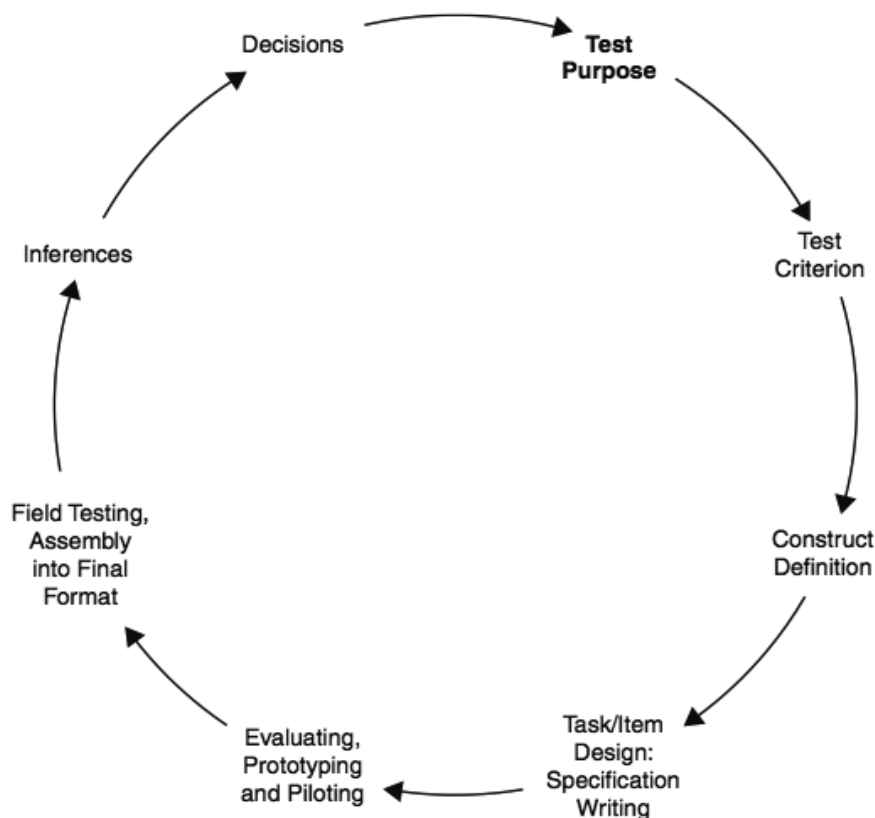 Decisions
Test
Purpose
Test
Criterion
Construct
Definition
Task/Item
Design:
Specification
Writing
Evaluating,
Prototyping
and Piloting
Field Testing,
Assembly
into Final
Format
Inferences